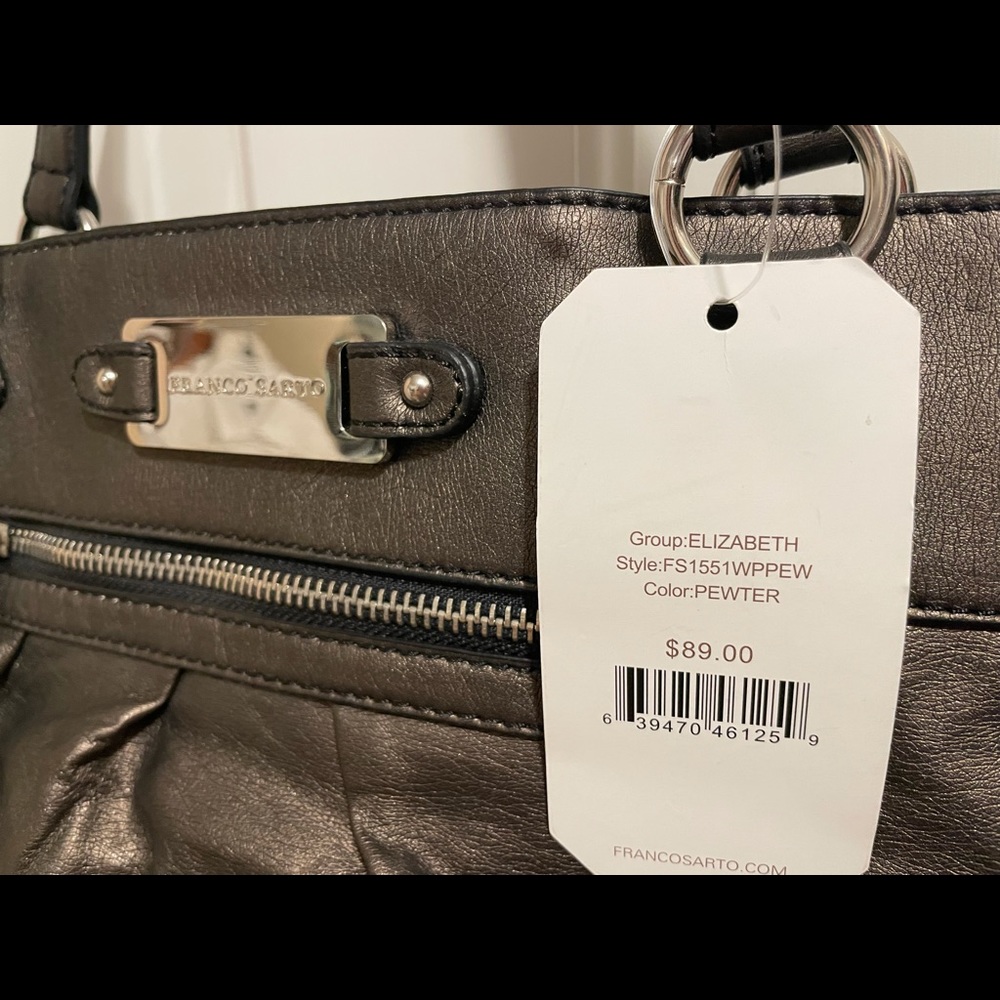 FRANCO SARTO
Group:ELIZABETH
Style:FS1551WPPEW
Color:PEWTER
$89.00
6 39470 46125 9
FRANCOSARTO.COM